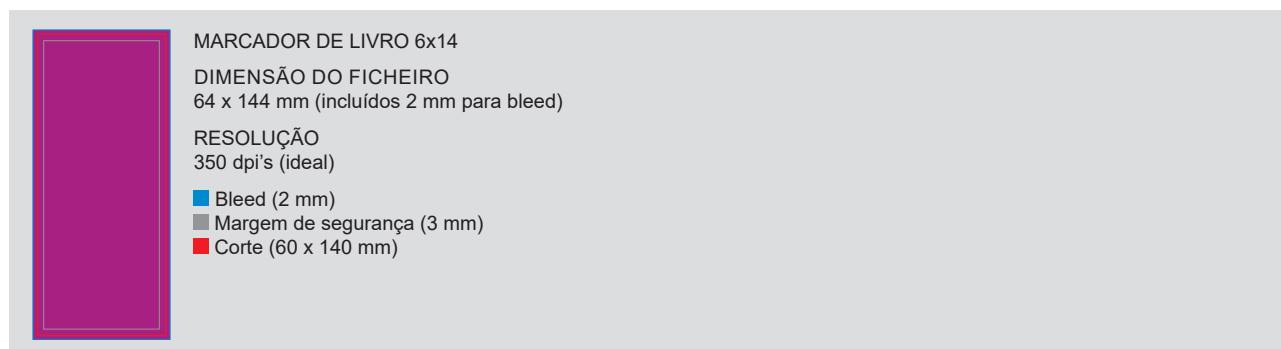 MARCADOR DE LIVRO 6x14
DIMENSÃO DO FICHEIRO
64 x 144 mm (incluídos 2 mm para bleed)
RESOLUÇÃO
350 dpi’s (ideal)
Bleed (2 mm)
Margem de segurança (3 mm)
Corte (60 x 140 mm)